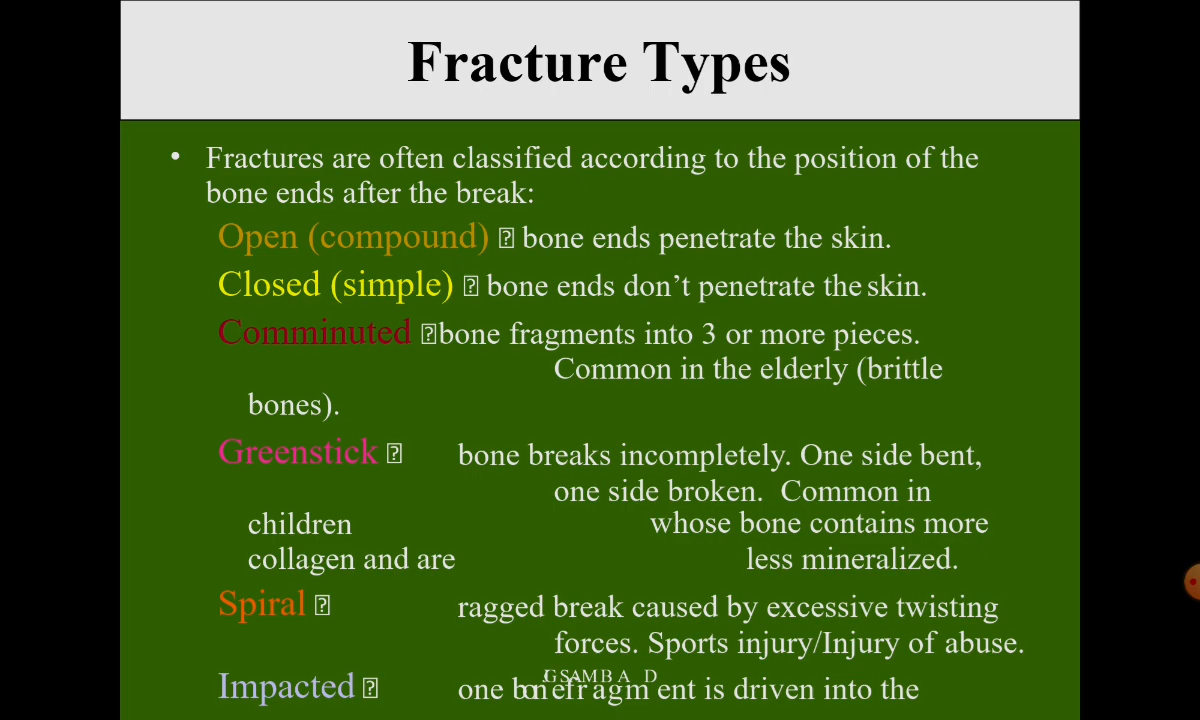 Fracture Types
• Fractures are often classified according to the position of the
bone ends after the break:
Open (compound) bone ends penetrate the skin.
Closed (simple) bone ends don’t penetrate the skin.
Comminuted bone fragments into 3 or more pieces.
Common in the elderly (brittle
bones).
Greenstick bone breaks incompletely. One side bent,
one side broken. Common in
children whose bone contains more
collagen and are less mineralized.
Spiral ragged break caused by excessive twisting
forces. Sports injury/Injury of abuse.
Impacted one fragment is driven into the